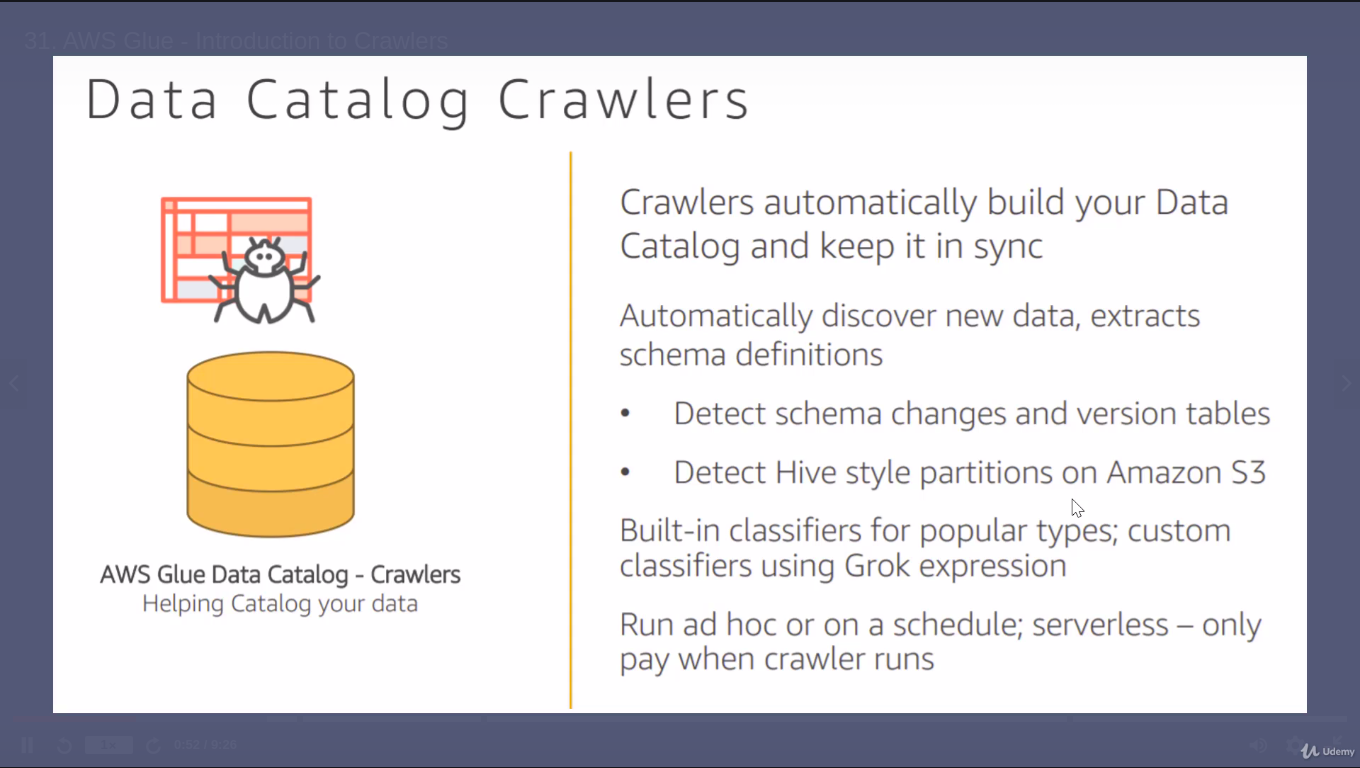 31. AWS Glue - Introduction to Crawlers
Data Catalog Crawlers
Crawlers automatically build your Data
Catalog and keep it in sync
Automatically discover new data, extracts
schema definitions
• Detect schema changes and version tables
• Detect Hive style partitions on Amazon S3
Built-in classifiers for popular types; custom
classifiers using Grok expression
Run ad hoc or on a schedule; serverless – only
pay when crawler runs
AWS Glue Data Catalog - Crawlers
Helping Catalog your data
0:52 / 9:26
Udemy